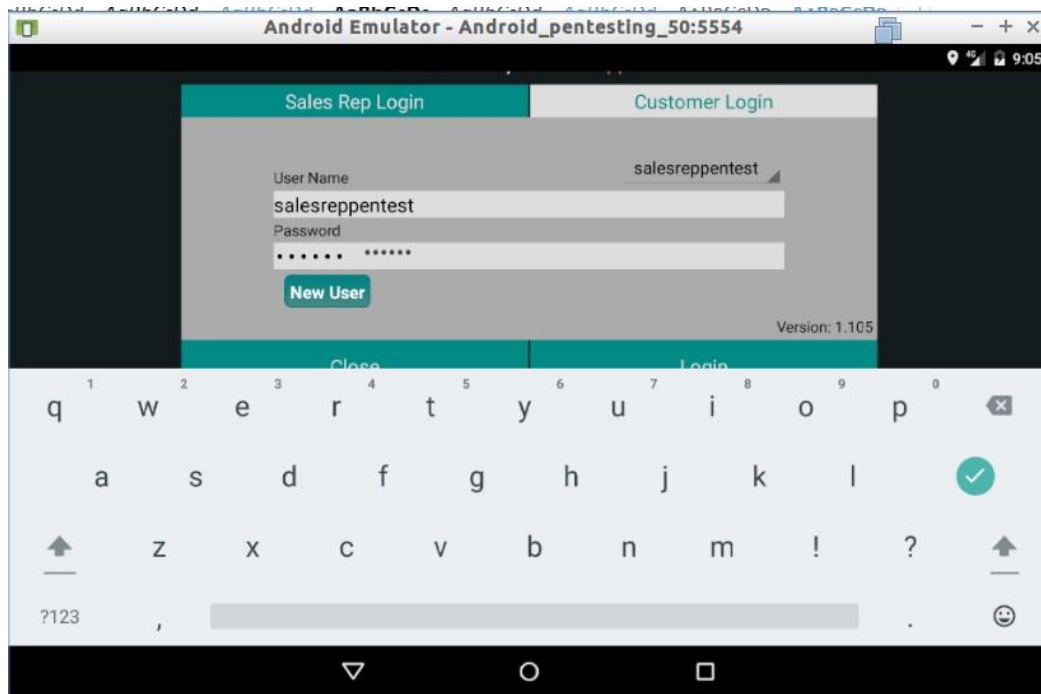 Android Emulator - Android_pentesting_50:5554
4G 9:05
Sales Rep Login Customer Login
salesreppentest
User Name
salesreppentest
Password
•••••• ••••••
New User
Version: 1.105
Close Login
1 2 3 4 5 6 7 8 9 0
q w e r t y u i o p
a s d f g h j k l
z x c v b n m ! ?
?123 , .